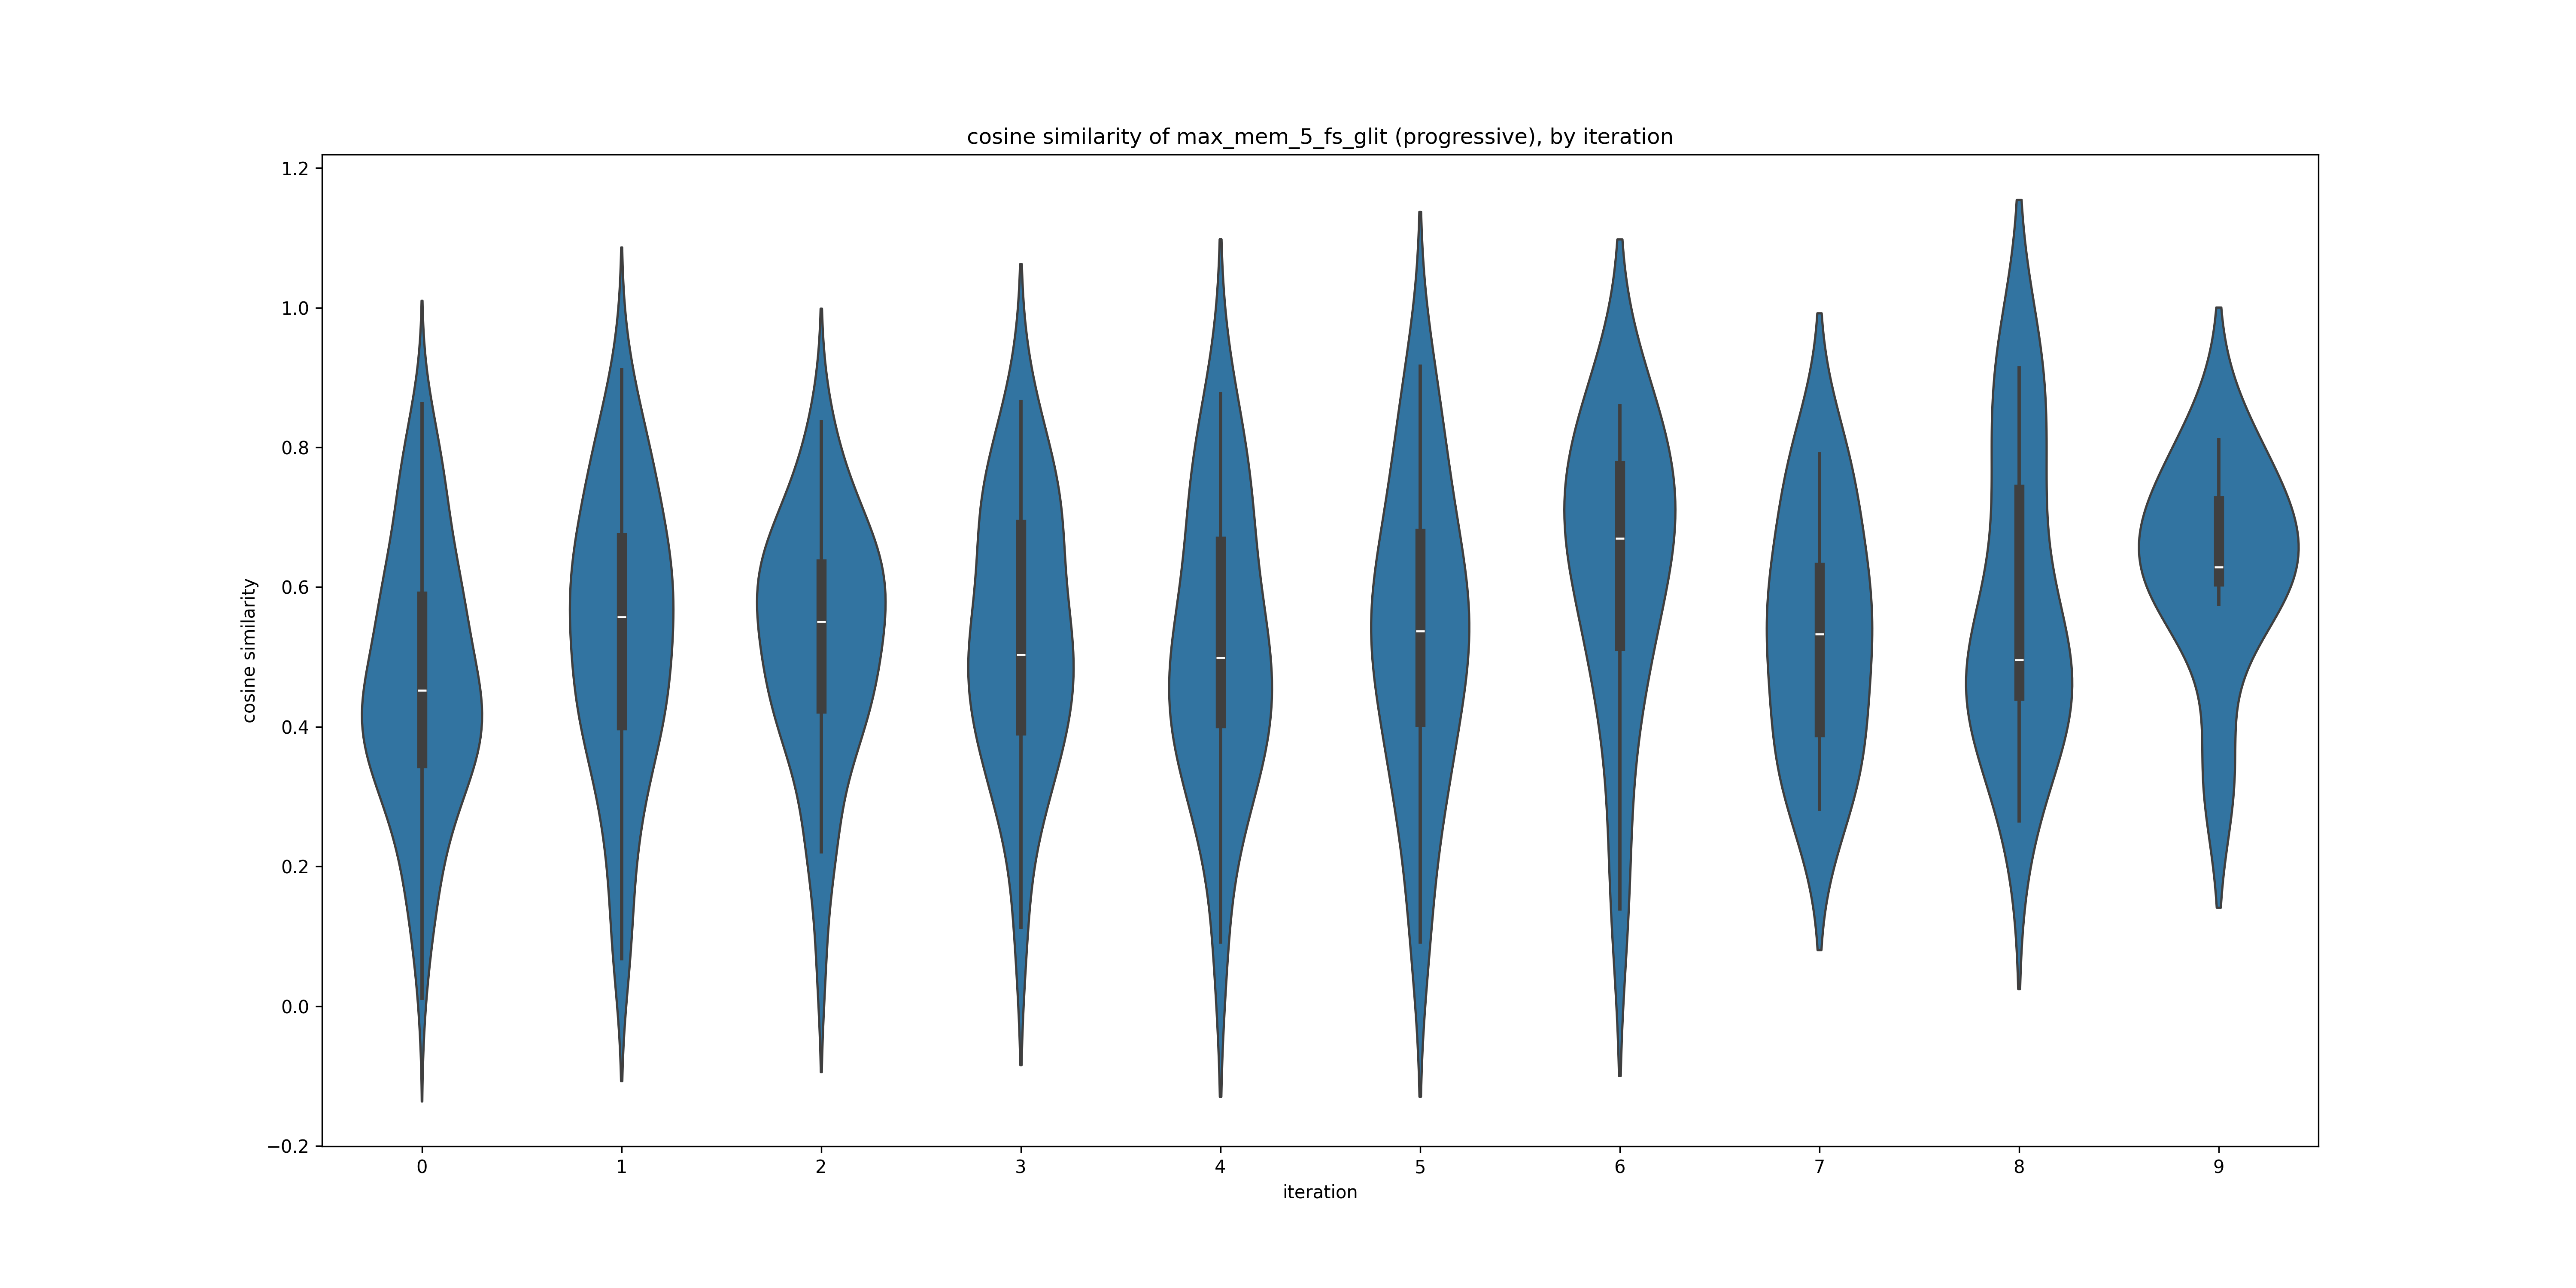 cosine similarity of max_mem_5_fs_glit (progressive), by iteration
1.2
1.0
0.8
0.6
0.4
0.2
0.0
−0.2
cosine similarity
0 1 2 3 4 5 6 7 8 9
iteration